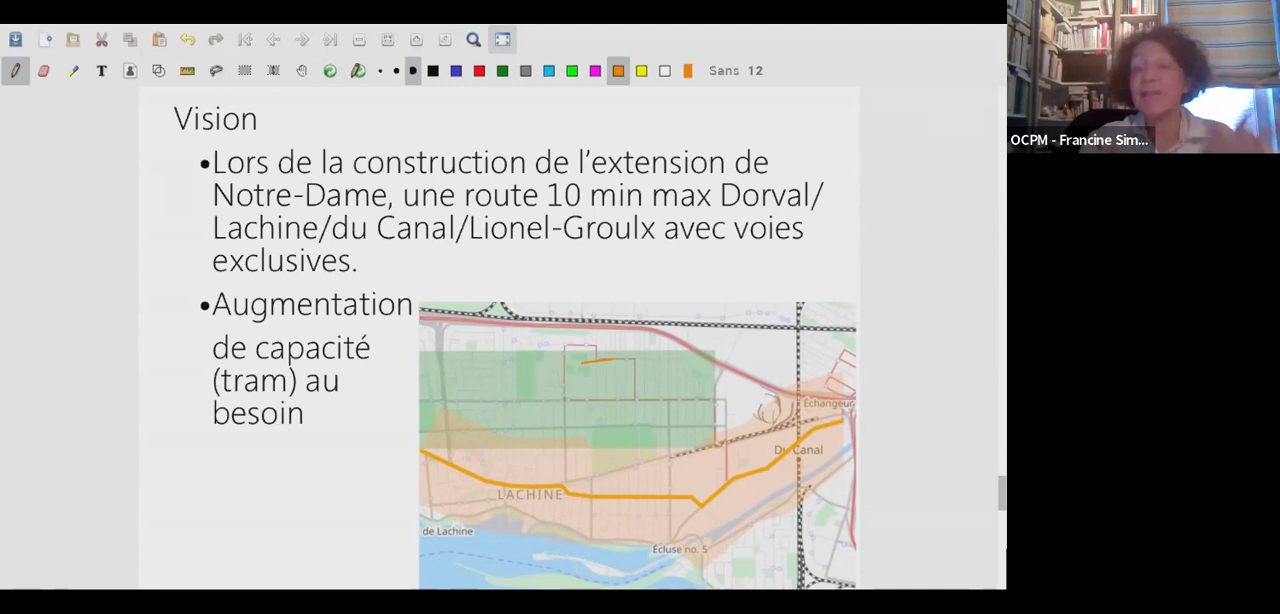 T
Sans 12
OCPM - Francine Sim...
Vision
•Lors de la construction de l'extension de
Notre-Dame, une route 10 min max Dorval/
Lachine/du Canal/Lionel-Groulx avec voies
exclusives.
•Augmentation
de capacité
(tram) au
besoin
Échangeur
Du Canal
LACHINE
de Lachine
Écluse no. 5